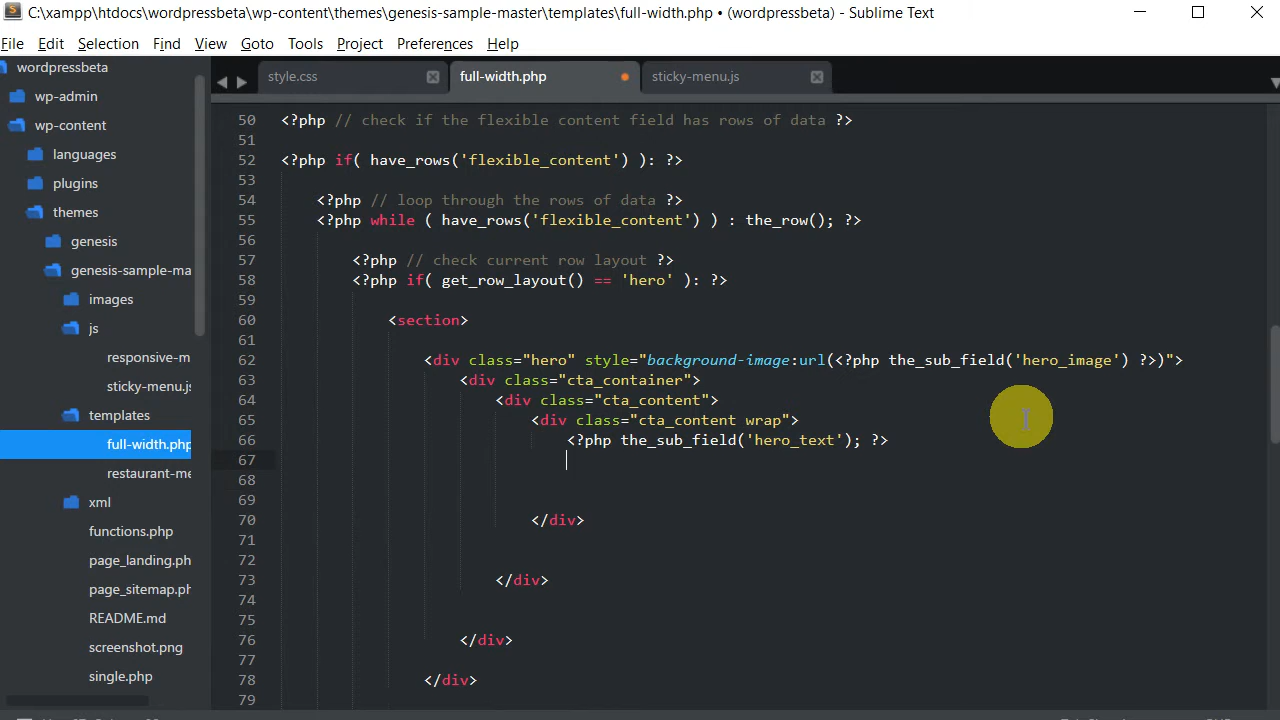 C:\xampp\htdocs\wordpressbeta\wp-content\themes\genesis-sample-master\templates\full-width.php • (wordpressbeta) - Sublime Text
File Edit Selection Find View Goto Tools Project Preferences Help
wordpressbeta
wp-admin
wp-content
languages
plugins
themes
genesis
genesis-sample-ma
images
js
responsive-m
sticky-menu.js
templates
full-width.php
restaurant-me
xml
functions.php
page_landing.ph
page_sitemap.ph
README.md
screenshot.png
single.php
style.css full-width.php sticky-menu.js
50 <?php // check if the flexible content field has rows of data ?>
51
52 <?php if( have_rows('flexible_content') ): ?>
53
54 <?php // loop through the rows of data ?>
55 <?php while ( have_rows('flexible_content') ) : the_row(); ?>
56
57 <?php // check current row layout ?>
58 <?php if( get_row_layout() == 'hero' ): ?>
59
60 <section>
61
62 <div class="hero" style="background-image:url(<?php the_sub_field('hero_image') ?>)">
63 <div class="cta_container">
64 <div class="cta_content">
65 <div class="cta_content wrap">
66 <?php the_sub_field('hero_text'); ?>
67
68
69
70 </div>
71
72
73 </div>
74
75
76 </div>
77
78 </div>
79